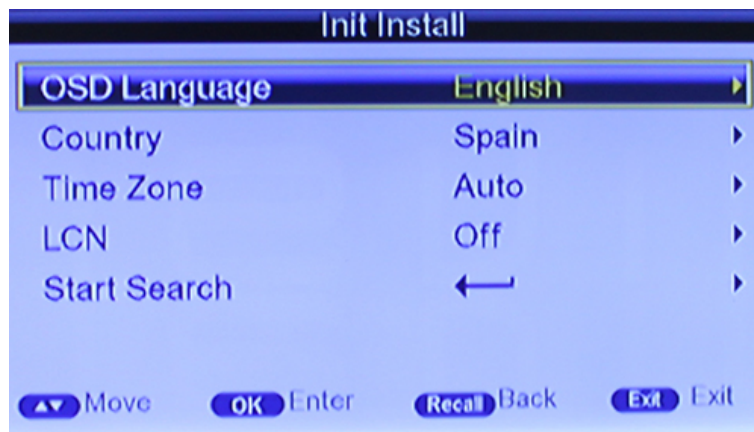 Init Install
OSD Language English
Country Spain
Time Zone Auto
LCN Off
Start Search
Move OK Enter Recall Back Exit Exit